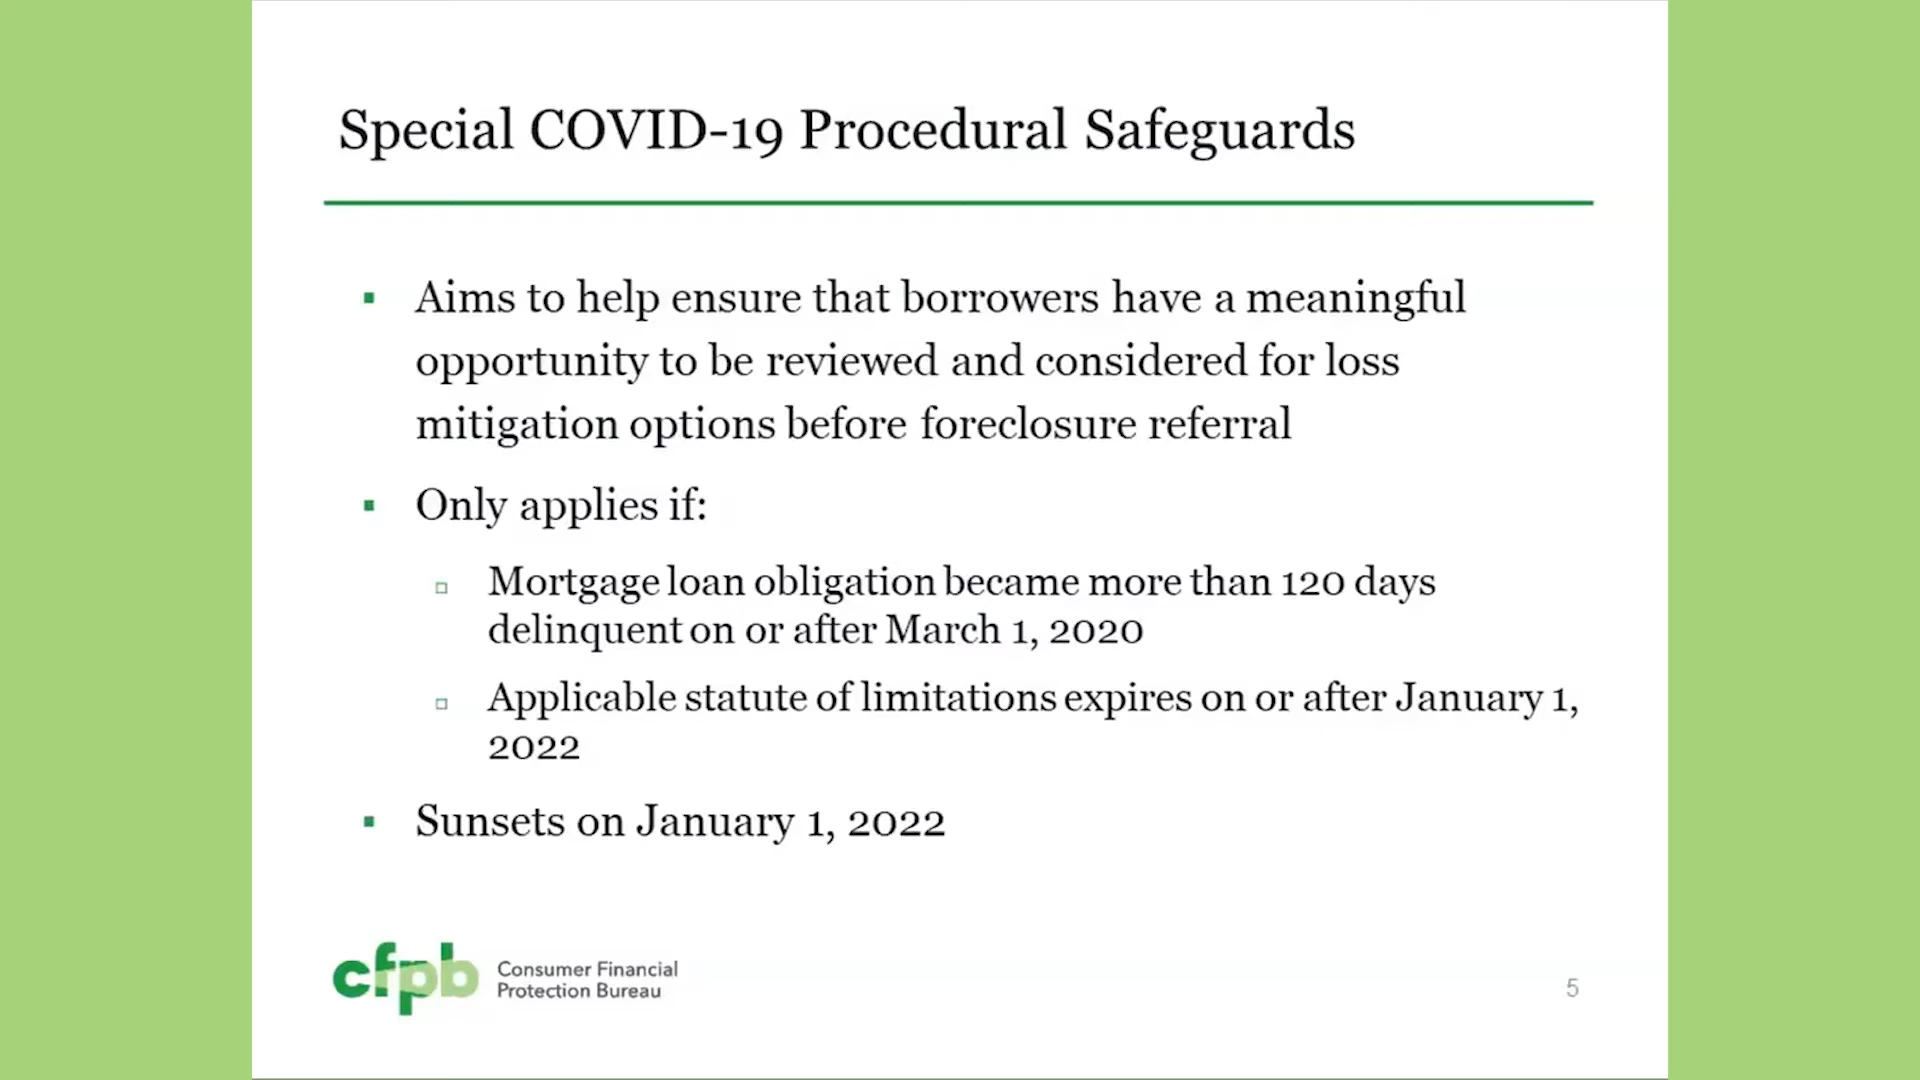 Special COVID-19 Procedural Safeguards
Aims to help ensure that borrowers have a meaningful
opportunity to be reviewed and considered for loss
mitigation options before foreclosure referral
Only applies if:
Mortgage loan obligation became more than 120 days
delinquent on or after March 1, 2020
Applicable statute of limitations expires on or after January 1,
2022
Sunsets on January 1, 2022
cfpb
Consumer Financial
Protection Bureau
5